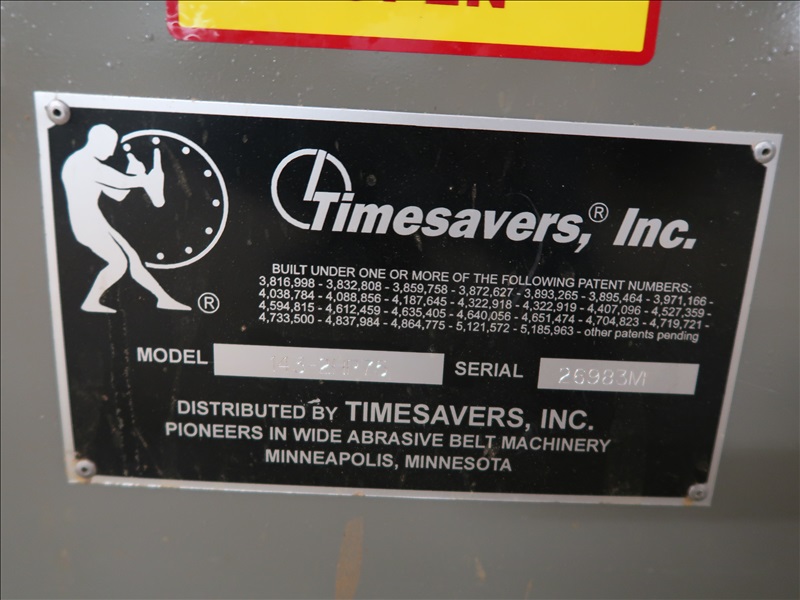 Timesavers,® Inc.
BUILT UNDER ONE OR MORE OF THE FOLLOWING PATENT NUMBERS:
3,816,998 - 3,832,808 - 3,859,758 - 3,872,627 - 3,893,265 - 3,895,464 - 3,971,166 -
4,038,784 - 4,088,856 - 4,187,645 - 4,322,918 - 4,322,919 - 4,407,096 - 4,527,359 -
4,594,815 - 4,612,459 - 4,635,405 - 4,640,056 - 4,651,474 - 4,704,823 - 4,719,721 -
4,733,500 - 4,837,984 - 4,864,775 - 5,121,572 - 5,185,963 - other patents pending
®
MODEL SERIAL 26983M
DISTRIBUTED BY TIMESAVERS, INC.
PIONEERS IN WIDE ABRASIVE BELT MACHINERY
MINNEAPOLIS, MINNESOTA